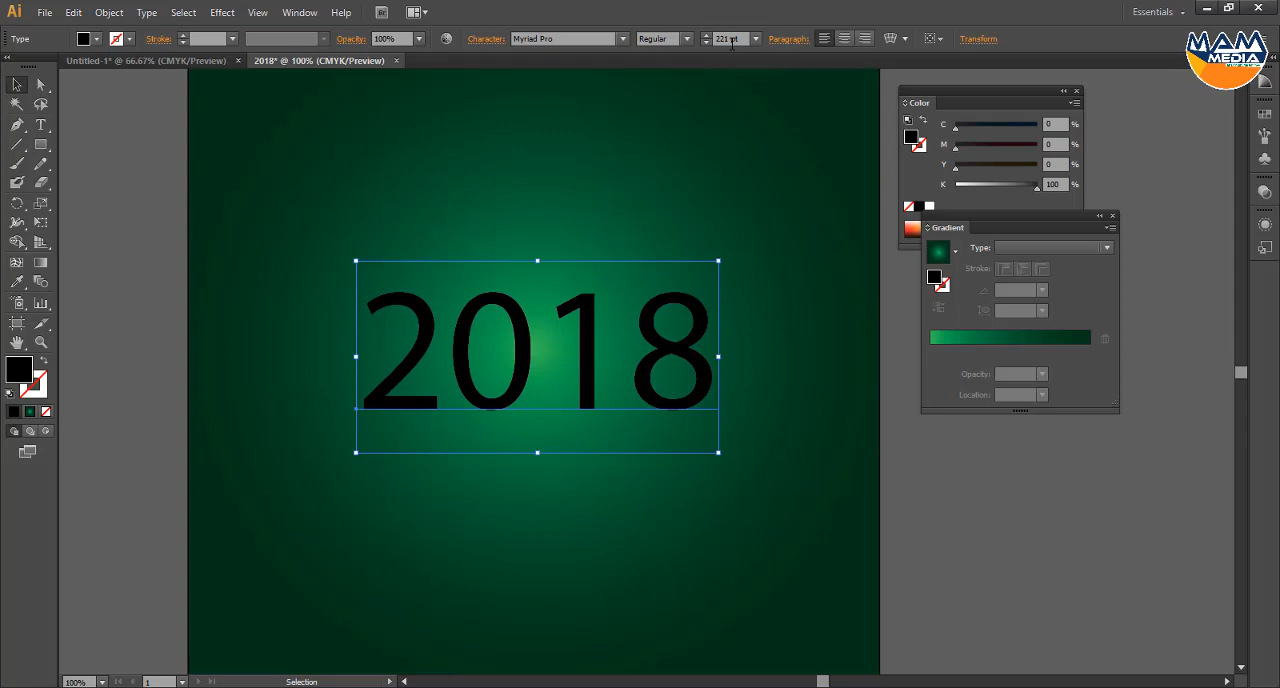 Ai File Edit Object Type Select Effect View Window Help Br Essentials
Type Stroke: Opacity: 100% Character: Myriad Pro Regular 221 pt Paragraph: Transform
MAM
MEDIA
Untitled-1* @ 66.67% (CMYK/Preview) × 2018* @ 100% (CMYK/Preview) ×
Color
C 0 %
M 0 %
Y 0 %
K 100 %
Gradient
Type:
Stroke:
Opacity:
Location:
2018
100% 1 Selection